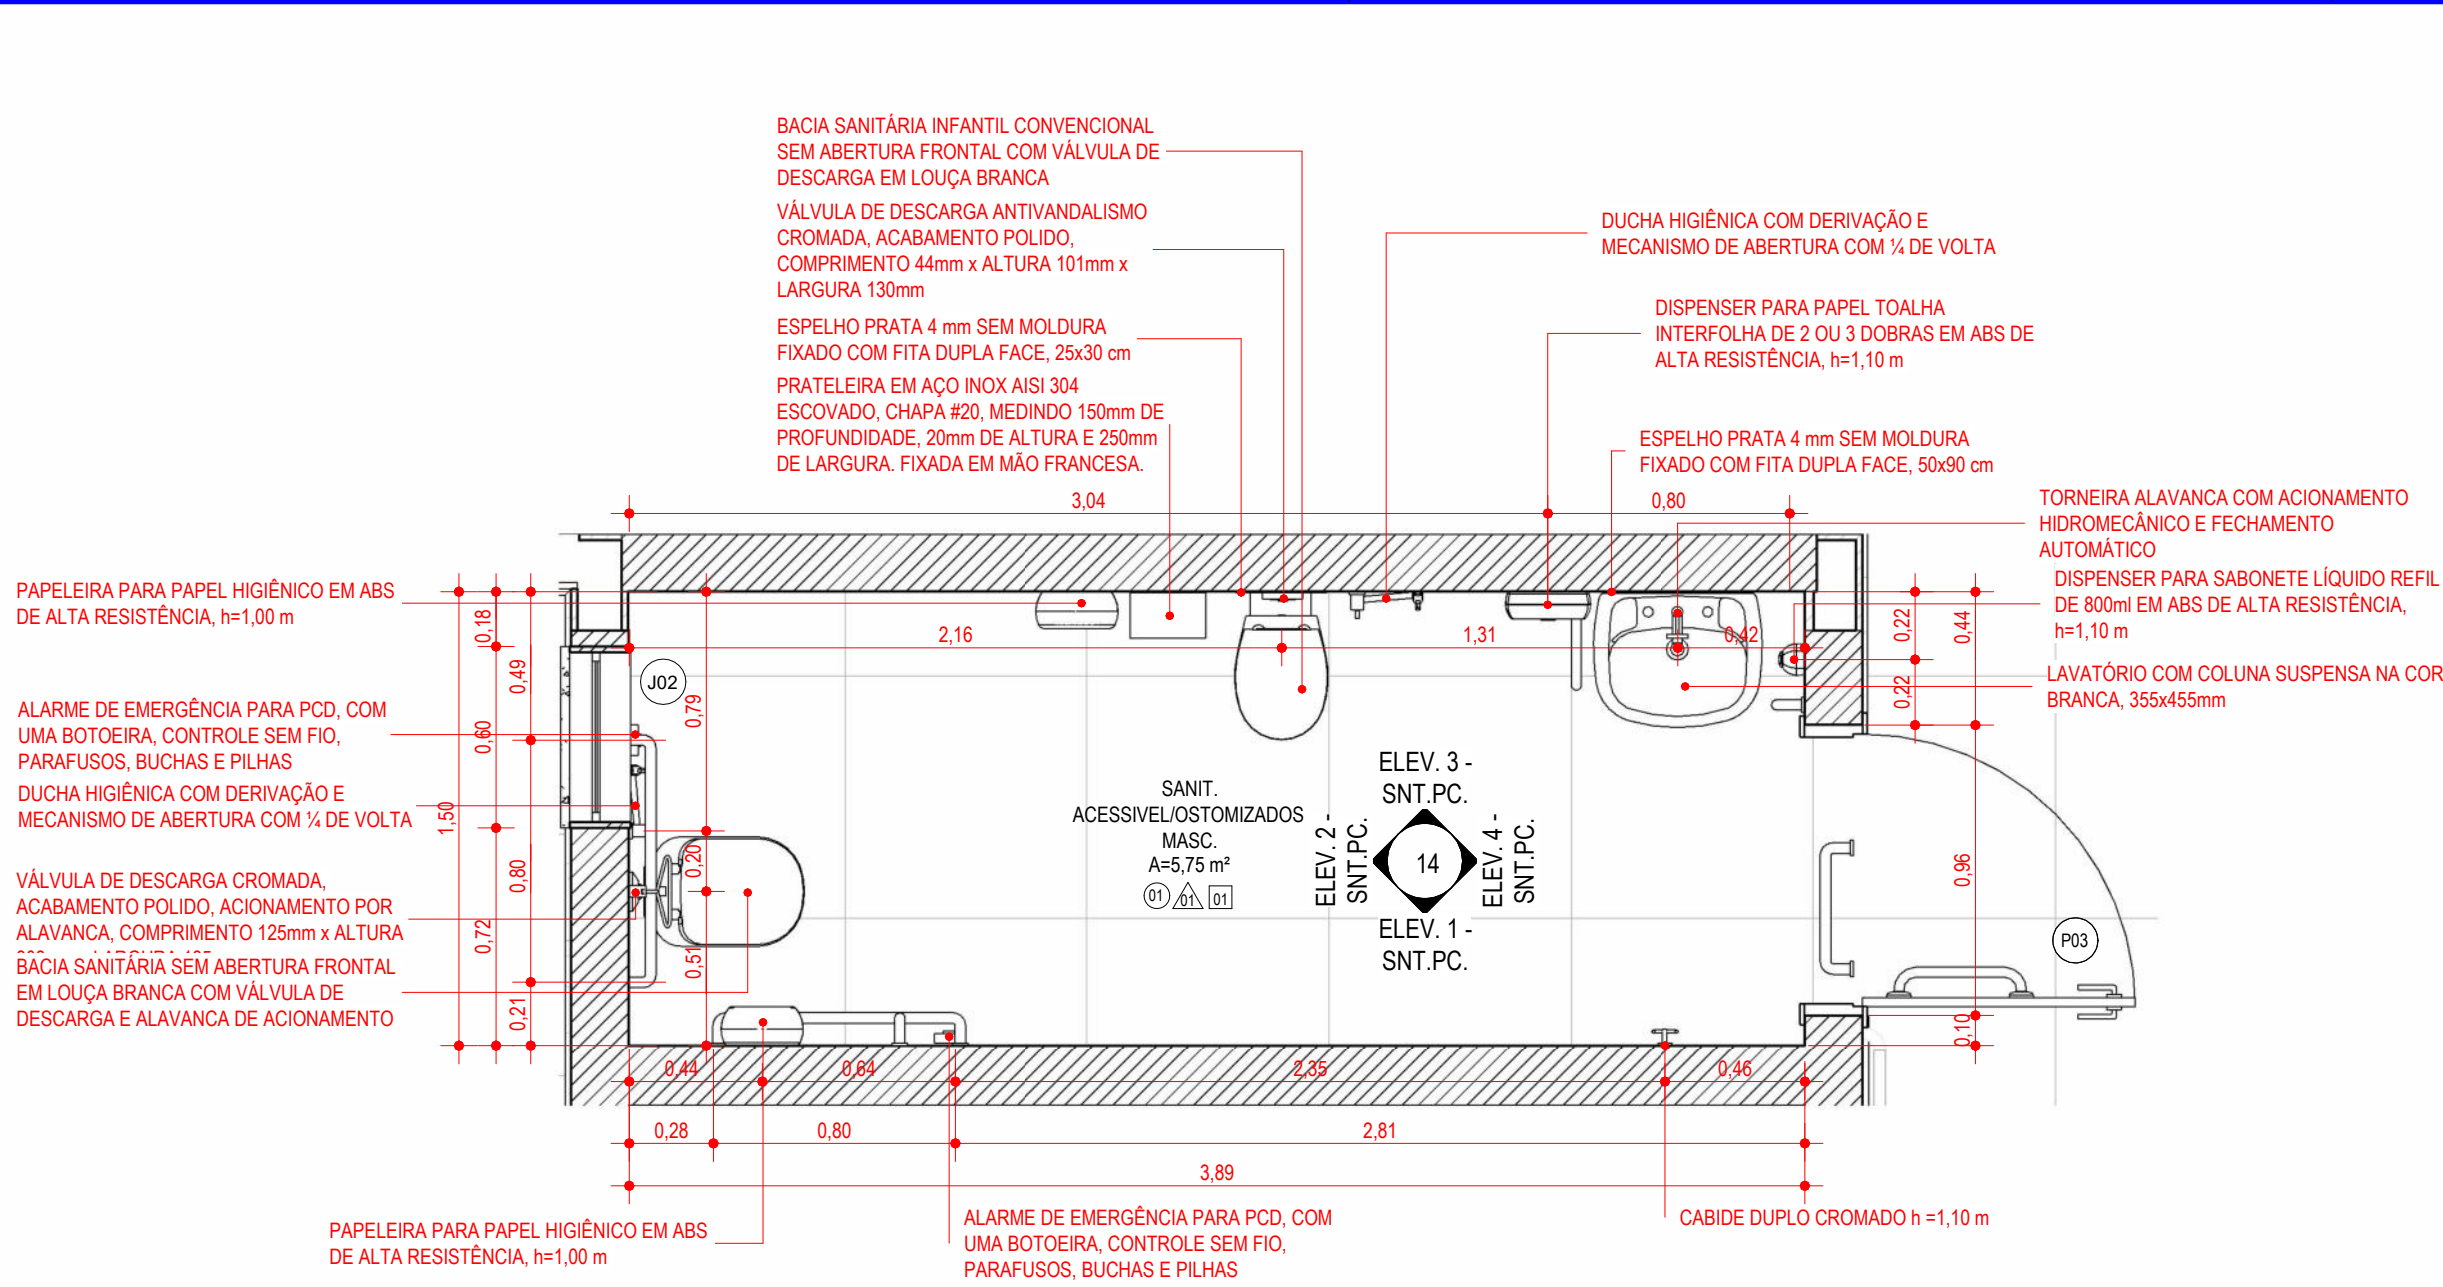 BACIA SANITÁRIA INFANTIL CONVENCIONAL
SEM ABERTURA FRONTAL COM VÁLVULA DE
DESCARGA EM LOUÇA BRANCA
VÁLVULA DE DESCARGA ANTIVANDALISMO
CROMADA, ACABAMENTO POLIDO,
COMPRIMENTO 44mm x ALTURA 101mm x
LARGURA 130mm
ESPELHO PRATA 4 mm SEM MOLDURA
FIXADO COM FITA DUPLA FACE, 25x30 cm
PRATELEIRA EM AÇO INOX AISI 304
ESCOVADO, CHAPA #20, MEDINDO 150mm DE
PROFUNDIDADE, 20mm DE ALTURA E 250mm
DE LARGURA. FIXADA EM MÃO FRANCESA.
DUCHA HIGIÊNICA COM DERIVAÇÃO E
MECANISMO DE ABERTURA COM ¼ DE VOLTA
DISPENSER PARA PAPEL TOALHA
INTERFOLHA DE 2 OU 3 DOBRAS EM ABS DE
ALTA RESISTÊNCIA, h=1,10 m
ESPELHO PRATA 4 mm SEM MOLDURA
FIXADO COM FITA DUPLA FACE, 50x90 cm
TORNEIRA ALAVANCA COM ACIONAMENTO
HIDROMECÂNICO E FECHAMENTO
AUTOMÁTICO
DISPENSER PARA SABONETE LÍQUIDO REFIL
DE 800ml EM ABS DE ALTA RESISTÊNCIA,
h=1,10 m
LAVATÓRIO COM COLUNA SUSPENSA NA COR
BRANCA, 355x455mm
3,04
0,80
PAPELEIRA PARA PAPEL HIGIÊNICO EM ABS
DE ALTA RESISTÊNCIA, h=1,00 m
ALARME DE EMERGÊNCIA PARA PCD, COM
UMA BOTOEIRA, CONTROLE SEM FIO,
PARAFUSOS, BUCHAS E PILHAS
DUCHA HIGIÊNICA COM DERIVAÇÃO E
MECANISMO DE ABERTURA COM ¼ DE VOLTA
VÁLVULA DE DESCARGA CROMADA,
ACABAMENTO POLIDO, ACIONAMENTO POR
ALAVANCA, COMPRIMENTO 125mm x ALTURA
BACIA SANITÁRIA SEM ABERTURA FRONTAL
EM LOUÇA BRANCA COM VÁLVULA DE
DESCARGA E ALAVANCA DE ACIONAMENTO
1,50
0,18
0,60
0,72
0,49
0,80
0,21
0,79
0,20
0,51
2,16
1,31
0,42
0,22
0,22
0,44
0,96
0,10
J02
SANIT.
ACESSIVEL/OSTOMIZADOS
MASC.
A=5,75 m²
01 01 01
ELEV. 3 -
SNT.PC.
ELEV. 2 -
SNT.PC.
14
ELEV. 4 -
SNT.PC.
ELEV. 1 -
SNT.PC.
P03
0,44
0,64
2,35
0,46
0,28
0,80
2,81
3,89
PAPELEIRA PARA PAPEL HIGIÊNICO EM ABS
DE ALTA RESISTÊNCIA, h=1,00 m
ALARME DE EMERGÊNCIA PARA PCD, COM
UMA BOTOEIRA, CONTROLE SEM FIO,
PARAFUSOS, BUCHAS E PILHAS
CABIDE DUPLO CROMADO h =1,10 m